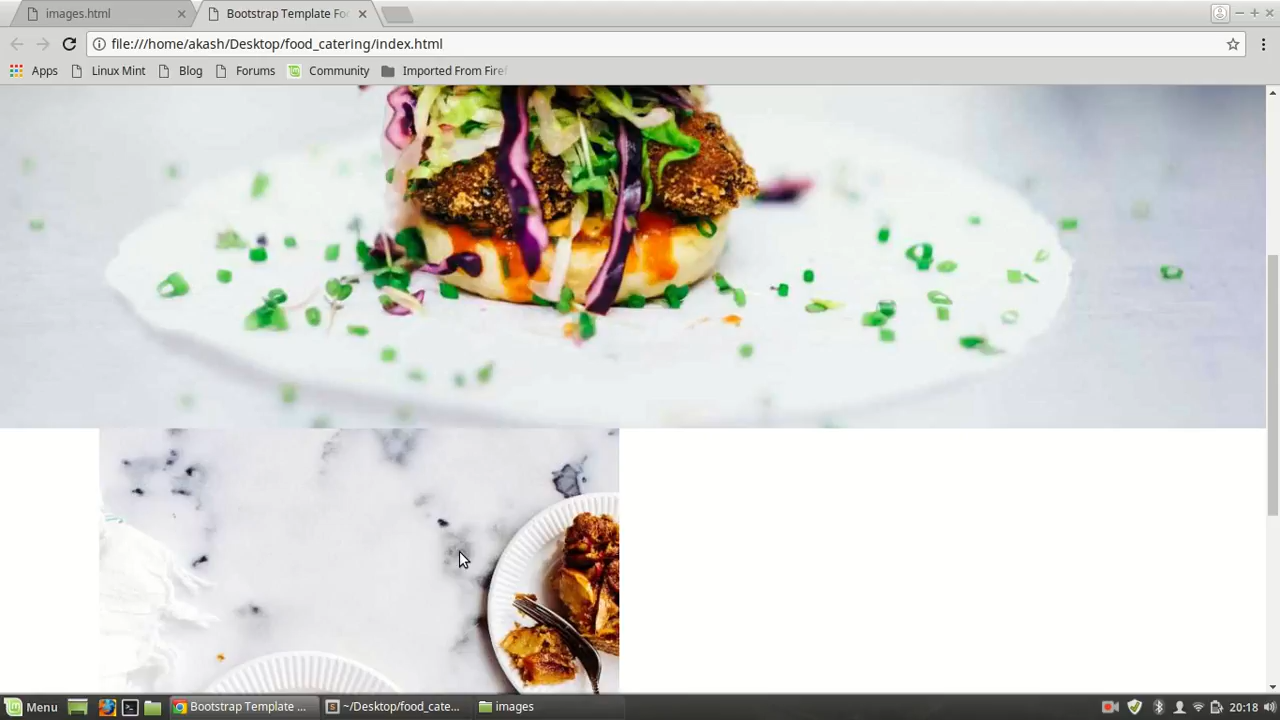 images.html
Bootstrap Template Fo
file:///home/akash/Desktop/food_catering/index.html
Apps Linux Mint Blog Forums Community Imported From Firef
Menu Bootstrap Template ... ~/Desktop/food_cate... images 20:18